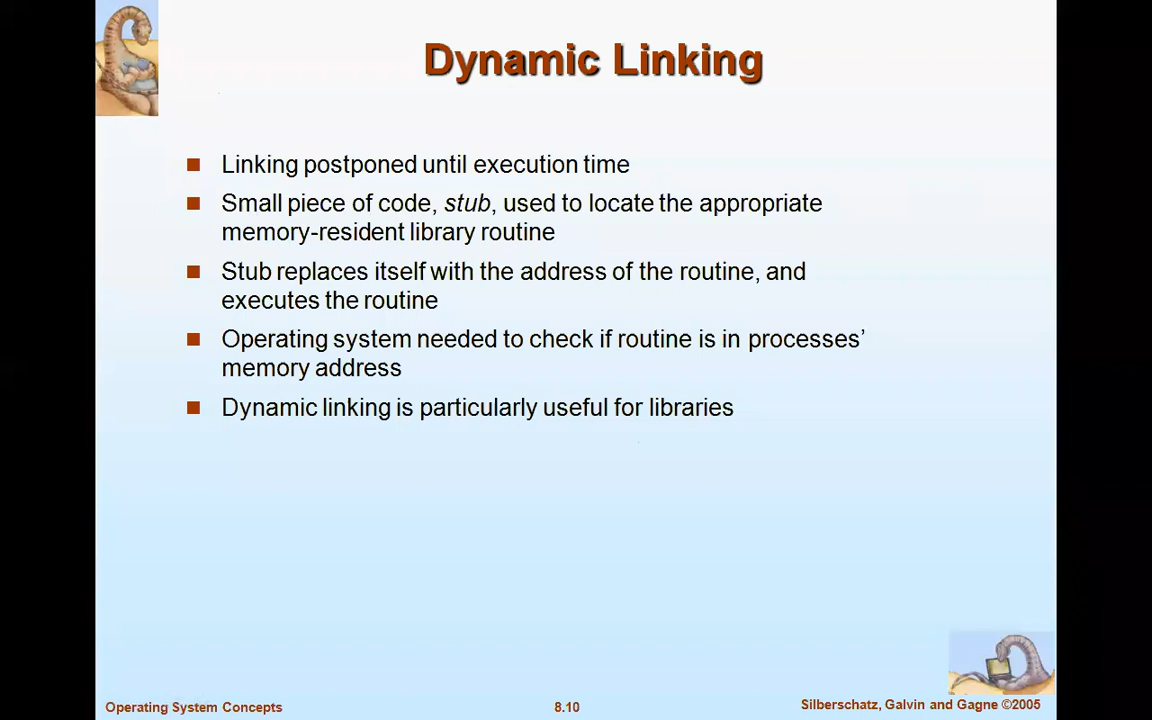 Dynamic Linking
Linking postponed until execution time
Small piece of code, stub, used to locate the appropriate
memory-resident library routine
Stub replaces itself with the address of the routine, and
executes the routine
Operating system needed to check if routine is in processes’
memory address
Dynamic linking is particularly useful for libraries
Operating System Concepts
8.10
Silberschatz, Galvin and Gagne ©2005